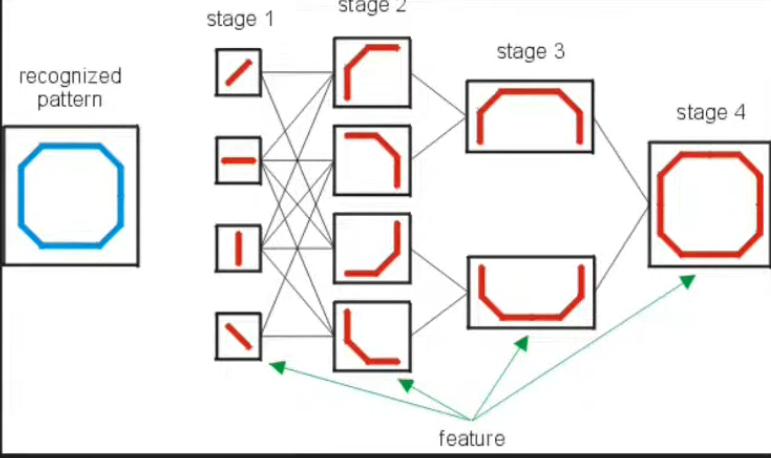 stage 1
stage 2
stage 3
stage 4
recognized
pattern
feature